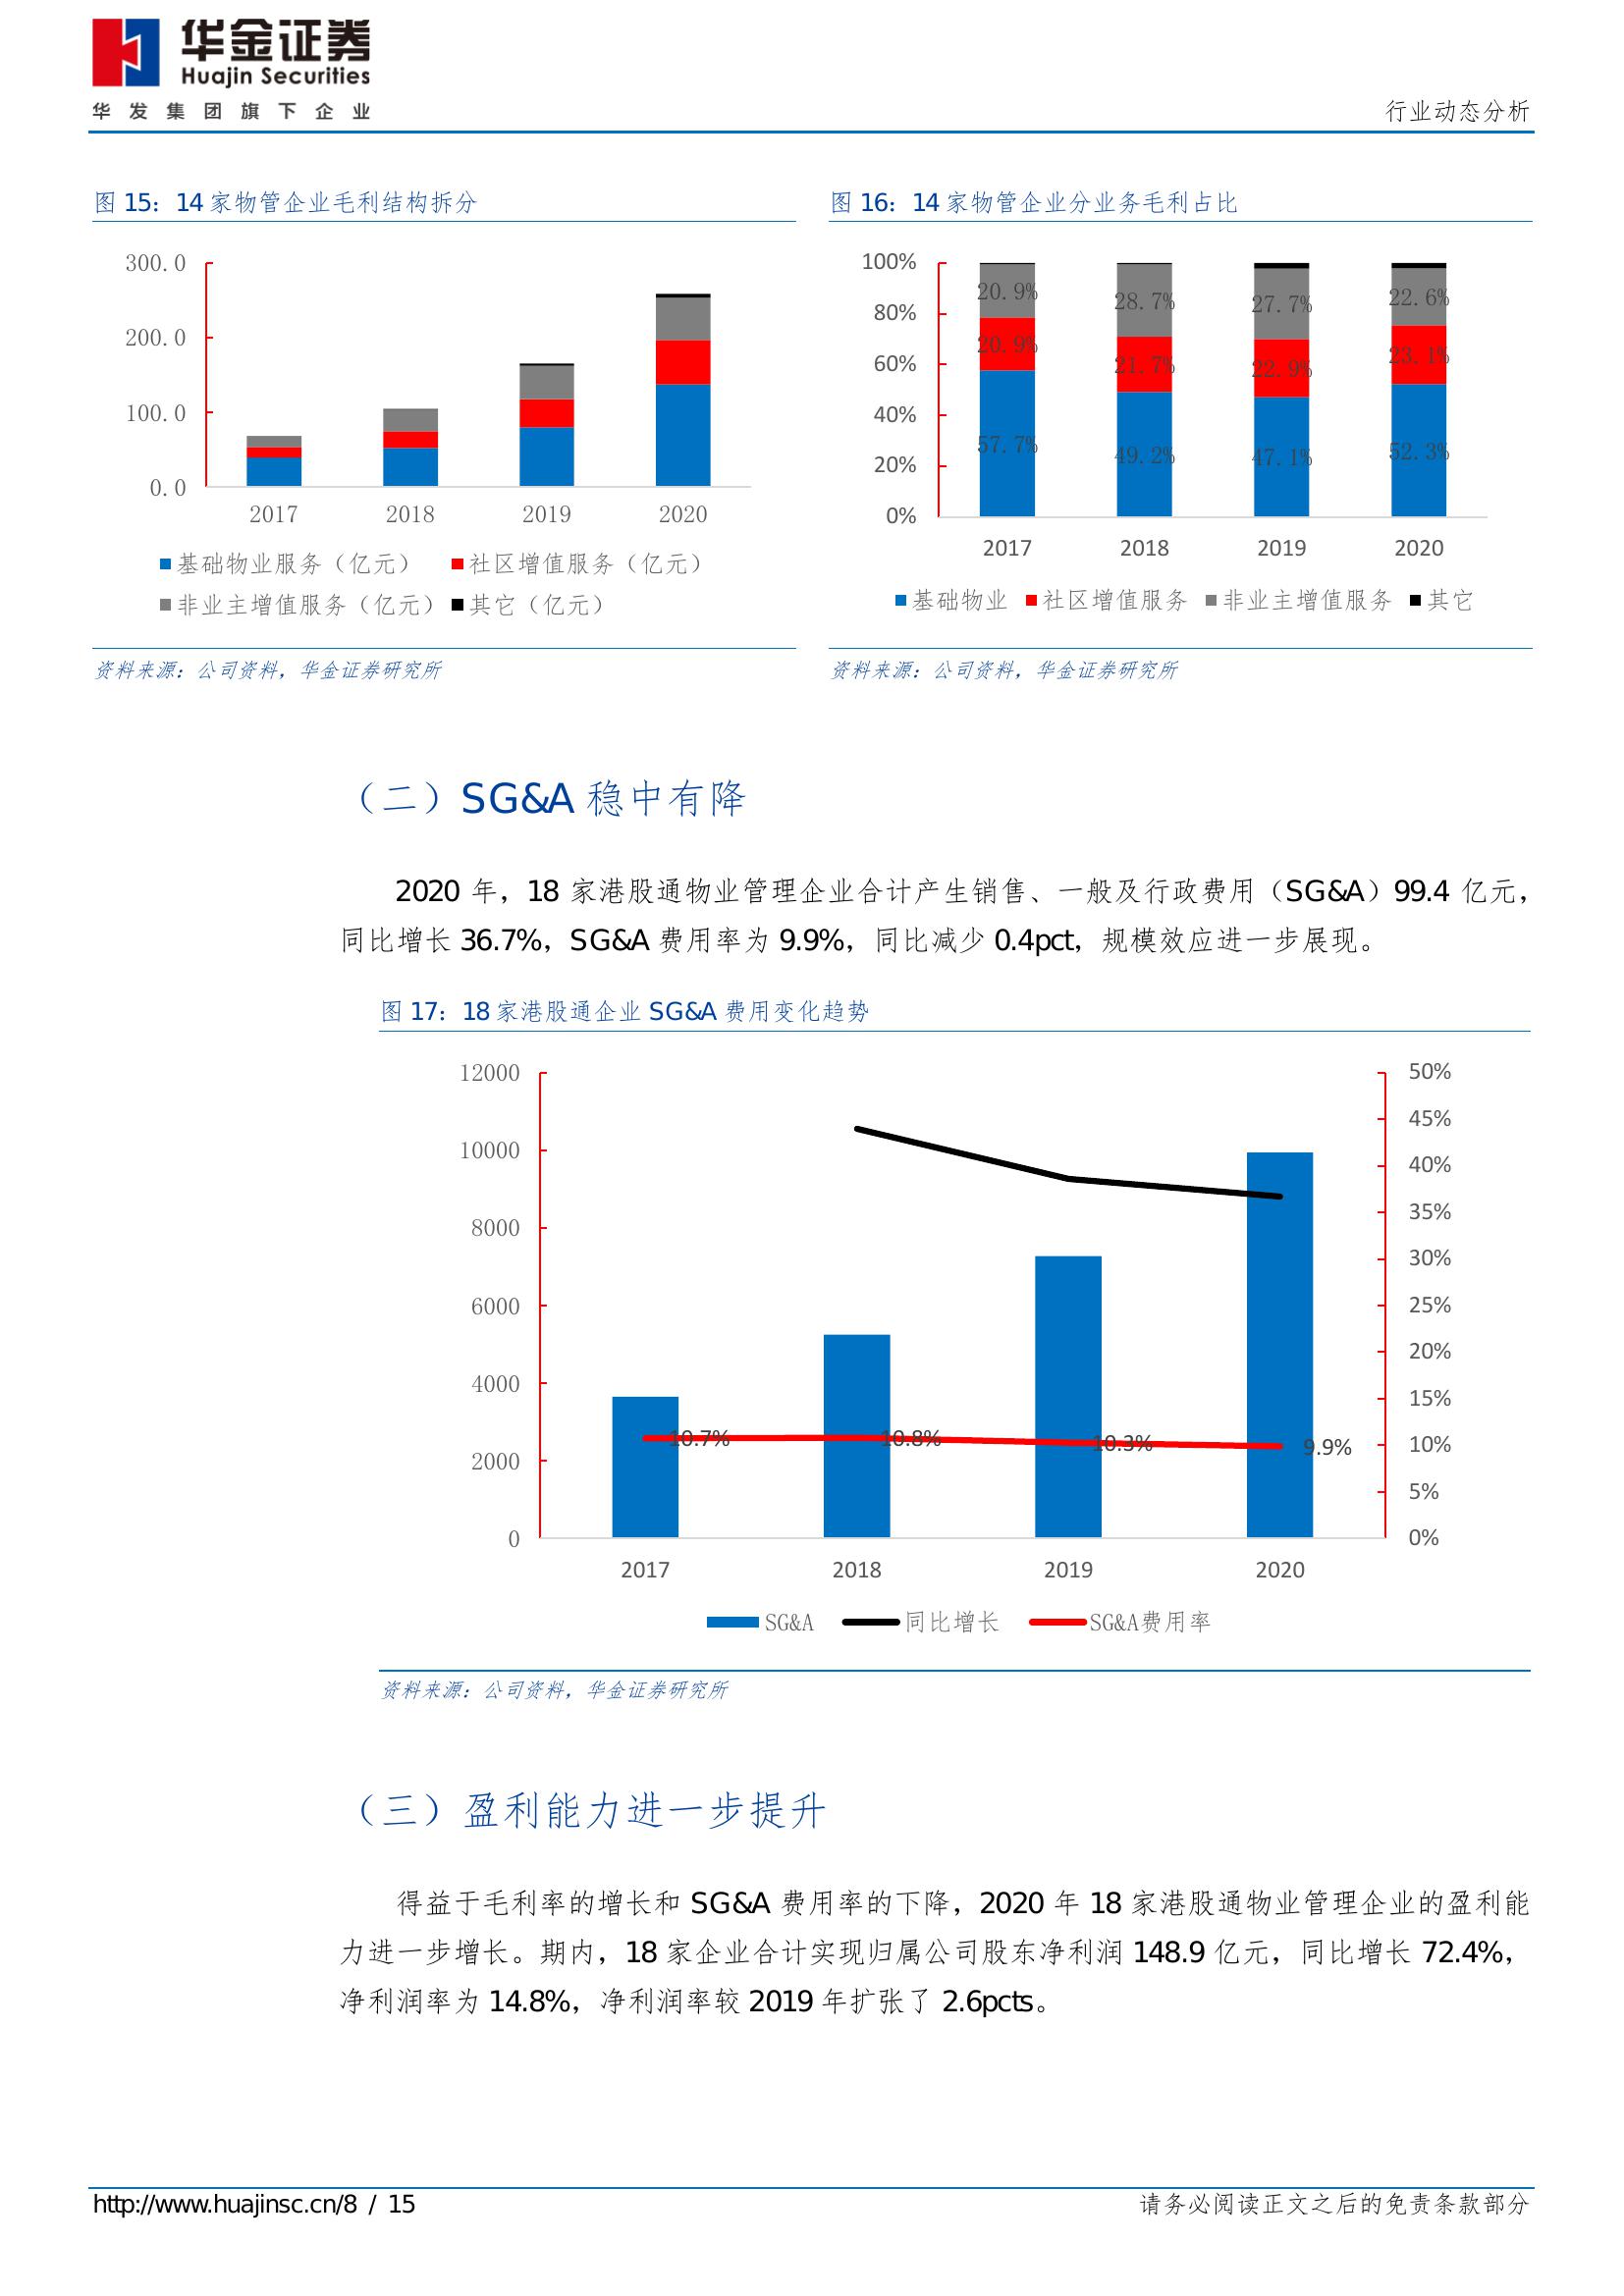 华金证券
Huajin Securities
华发集团旗下企业
行业动态分析
图 15：14 家物管企业毛利结构拆分
300.0
200.0
100.0
0.0
2017 2018 2019 2020
基础物业服务（亿元） 社区增值服务（亿元）
非业主增值服务（亿元） 其它（亿元）
资料来源：公司资料，华金证券研究所
图 16：14 家物管企业分业务毛利占比
100%
80%
60%
40%
20%
0%
20.9% 28.7% 27.7% 22.6%
20.9% 21.7% 22.9% 23.1%
57.7% 49.2% 47.1% 52.3%
2017 2018 2019 2020
基础物业 社区增值服务 非业主增值服务 其它
资料来源：公司资料，华金证券研究所
（二）SG&A 稳中有降
2020 年，18 家港股通物业管理企业合计产生销售、一般及行政费用（SG&A）99.4 亿元，
同比增长 36.7%，SG&A 费用率为 9.9%，同比减少 0.4pct，规模效应进一步展现。
图 17：18 家港股通企业 SG&A 费用变化趋势
12000
10000
8000
6000
4000
2000
0
50%
45%
40%
35%
30%
25%
20%
15%
10%
5%
0%
10.7% 10.8% 10.3% 9.9%
2017 2018 2019 2020
SG&A 同比增长 SG&A费用率
资料来源：公司资料，华金证券研究所
（三）盈利能力进一步提升
得益于毛利率的增长和 SG&A 费用率的下降，2020 年 18 家港股通物业管理企业的盈利能
力进一步增长。期内，18 家企业合计实现归属公司股东净利润 148.9 亿元，同比增长 72.4%，
净利润率为 14.8%，净利润率较 2019 年扩张了 2.6pcts。
http://www.huajinsc.cn/8 / 15
请务必阅读正文之后的免责条款部分